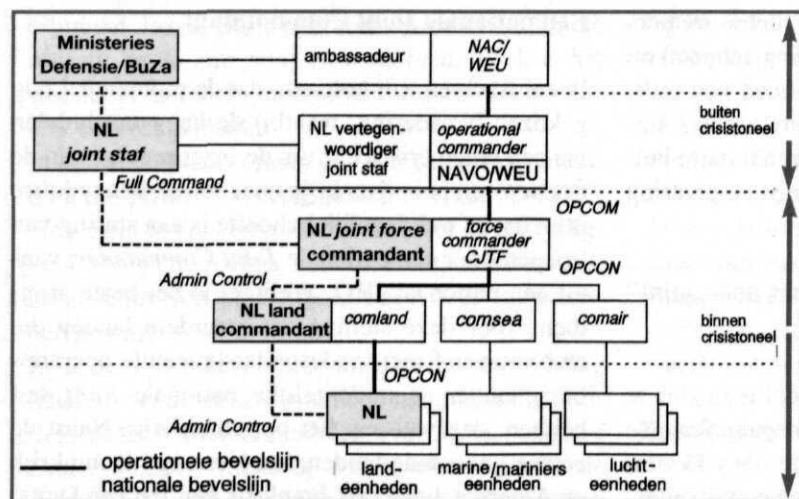 Ministeries
Defensie/BuZa
ambassadeur
NAC/
WEU
NL
joint staf
NL vertegen-
woordiger
joint staf
operational
commander
NAVO/WEU
buiten
crisistoneel
Full Command
OPCOM
NL joint force
commandant
force
commander
CJTF
OPCON
Admin Control
NL land
commandant
comland
comsea
comair
binnen
crisistoneel
OPCON
NL
Admin Control
operationele bevelslijn
nationale bevelslijn
land-
eenheden
marine/mariniers
eenheden
lucht-
eenheden